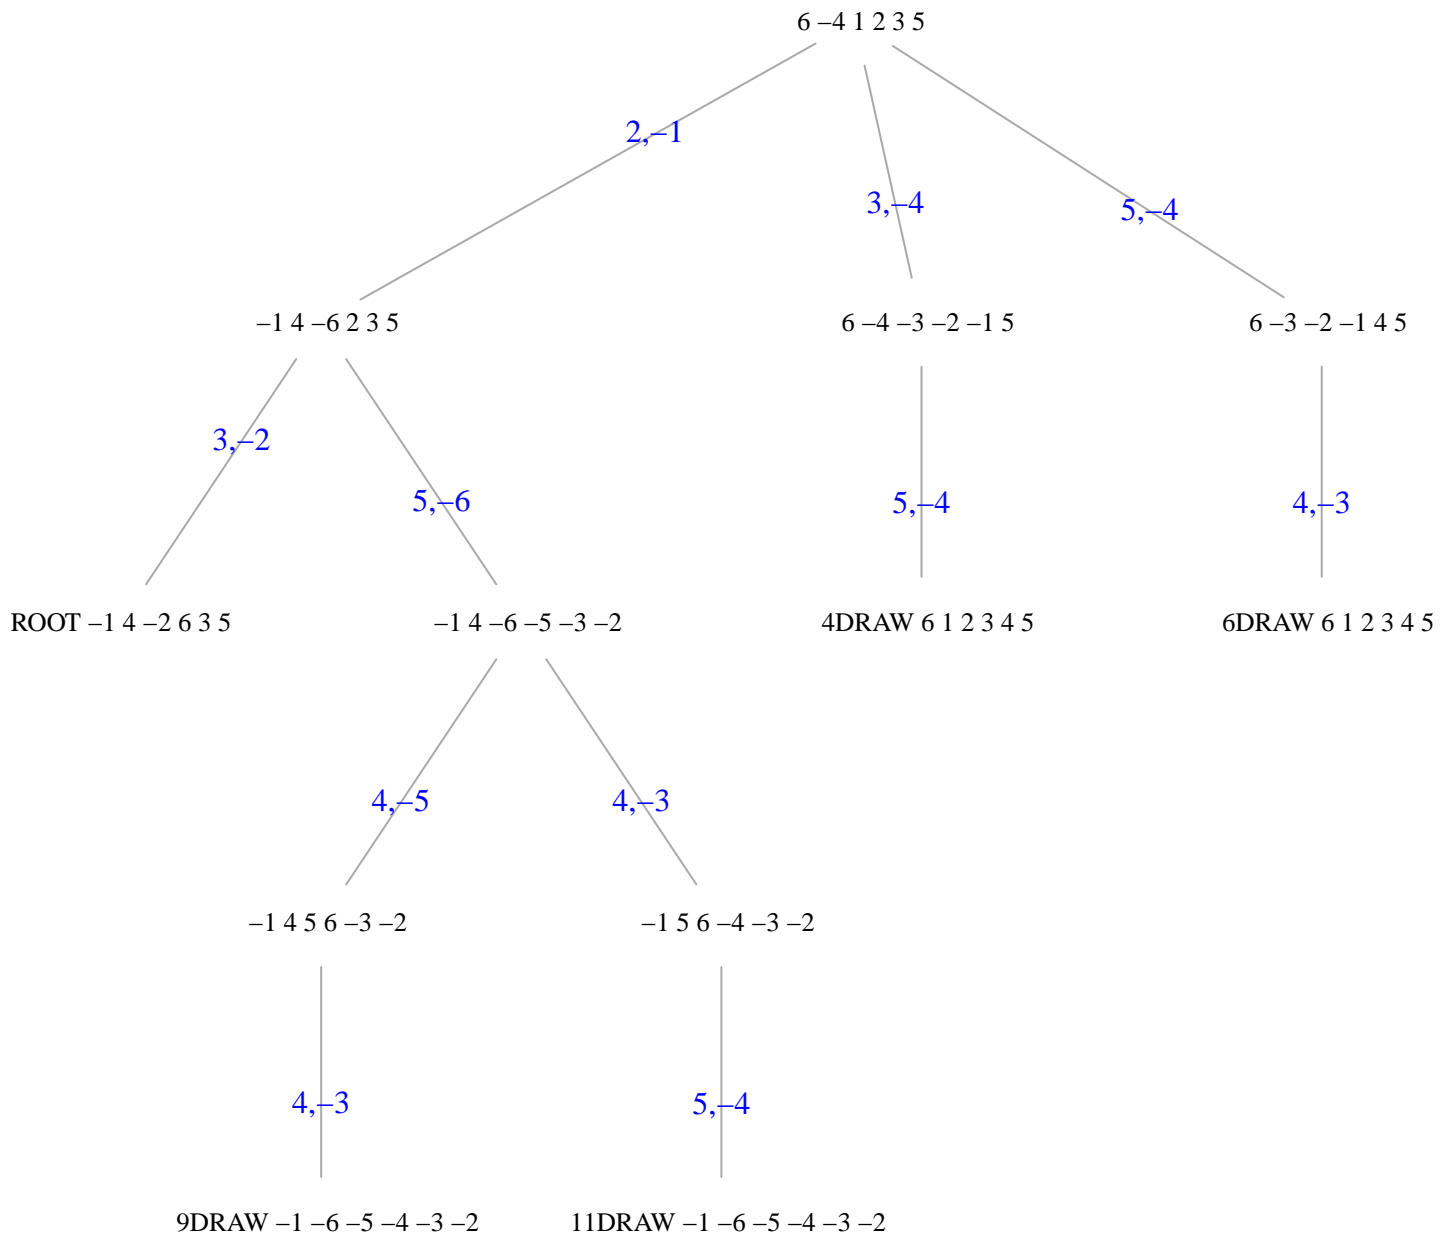 6 –4 1 2 3 5
2,–1
3,–4
5,–4
–1 4 –6 2 3 5
6 –4 –3 –2 –1 5
6 –3 –2 –1 4 5
3,–2
5,–6
5,–4
4,–3
ROOT –1 4 –2 6 3 5
–1 4 –6 –5 –3 –2
4DRAW 6 1 2 3 4 5
6DRAW 6 1 2 3 4 5
4,–5
4,–3
–1 4 5 6 –3 –2
–1 5 6 –4 –3 –2
4,–3
5,–4
9DRAW –1 –6 –5 –4 –3 –2
11DRAW –1 –6 –5 –4 –3 –2